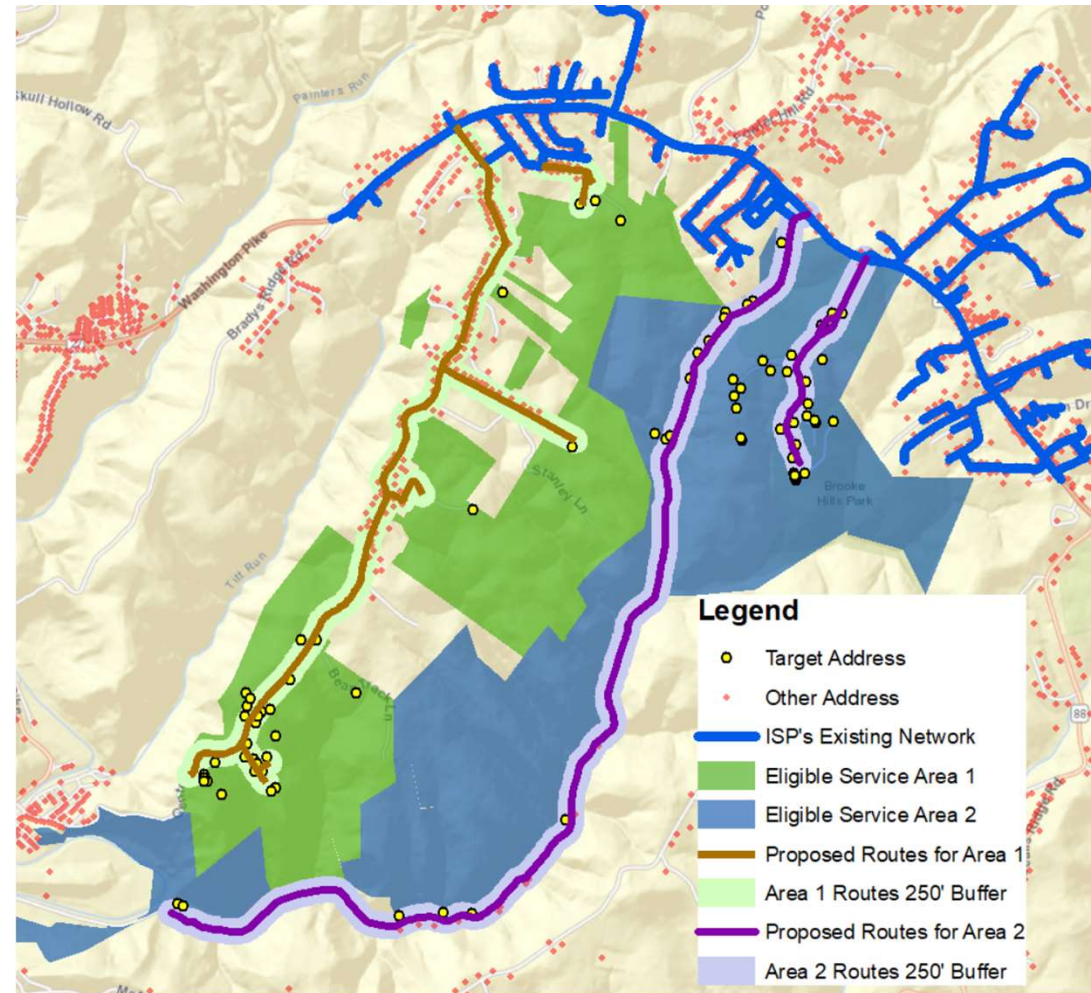 Painters Run
Skull Hollow Rd
Washington Pike
Bradys Ridge Rd
Stanley Ln
Brooke
Hills Park
Titt Run
88
Legend
Target Address
Other Address
ISP's Existing Network
Eligible Service Area 1
Eligible Service Area 2
Proposed Routes for Area 1
Area 1 Routes 250' Buffer
Proposed Routes for Area 2
Area 2 Routes 250' Buffer